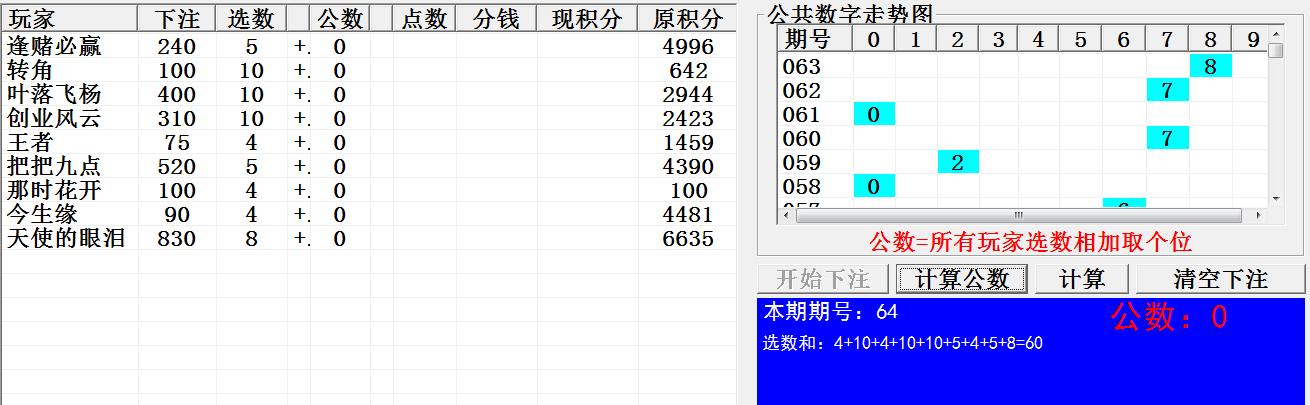 玩家 下注 选数 公数 点数 分钱 现积分 原积分
逢赌必赢 240 5 +. 0 4996
转角 100 10 +. 0 642
叶落飞杨 400 10 +. 0 2944
创业风云 310 10 +. 0 2423
王者 75 4 +. 0 1459
把把九点 520 5 +. 0 4390
那时花开 100 4 +. 0 100
今生缘 90 4 +. 0 4481
天使的眼泪 830 8 +. 0 6635
公共数字走势图
期号 0 1 2 3 4 5 6 7 8 9
063 8
062 7
061 0
060 7
059 2
058 0
057 6
公数=所有玩家选数相加取个位
开始下注 计算公数 计算 清空下注
本期期号：64 公数：0
选数和：4+10+4+10+10+5+4+5+8=60